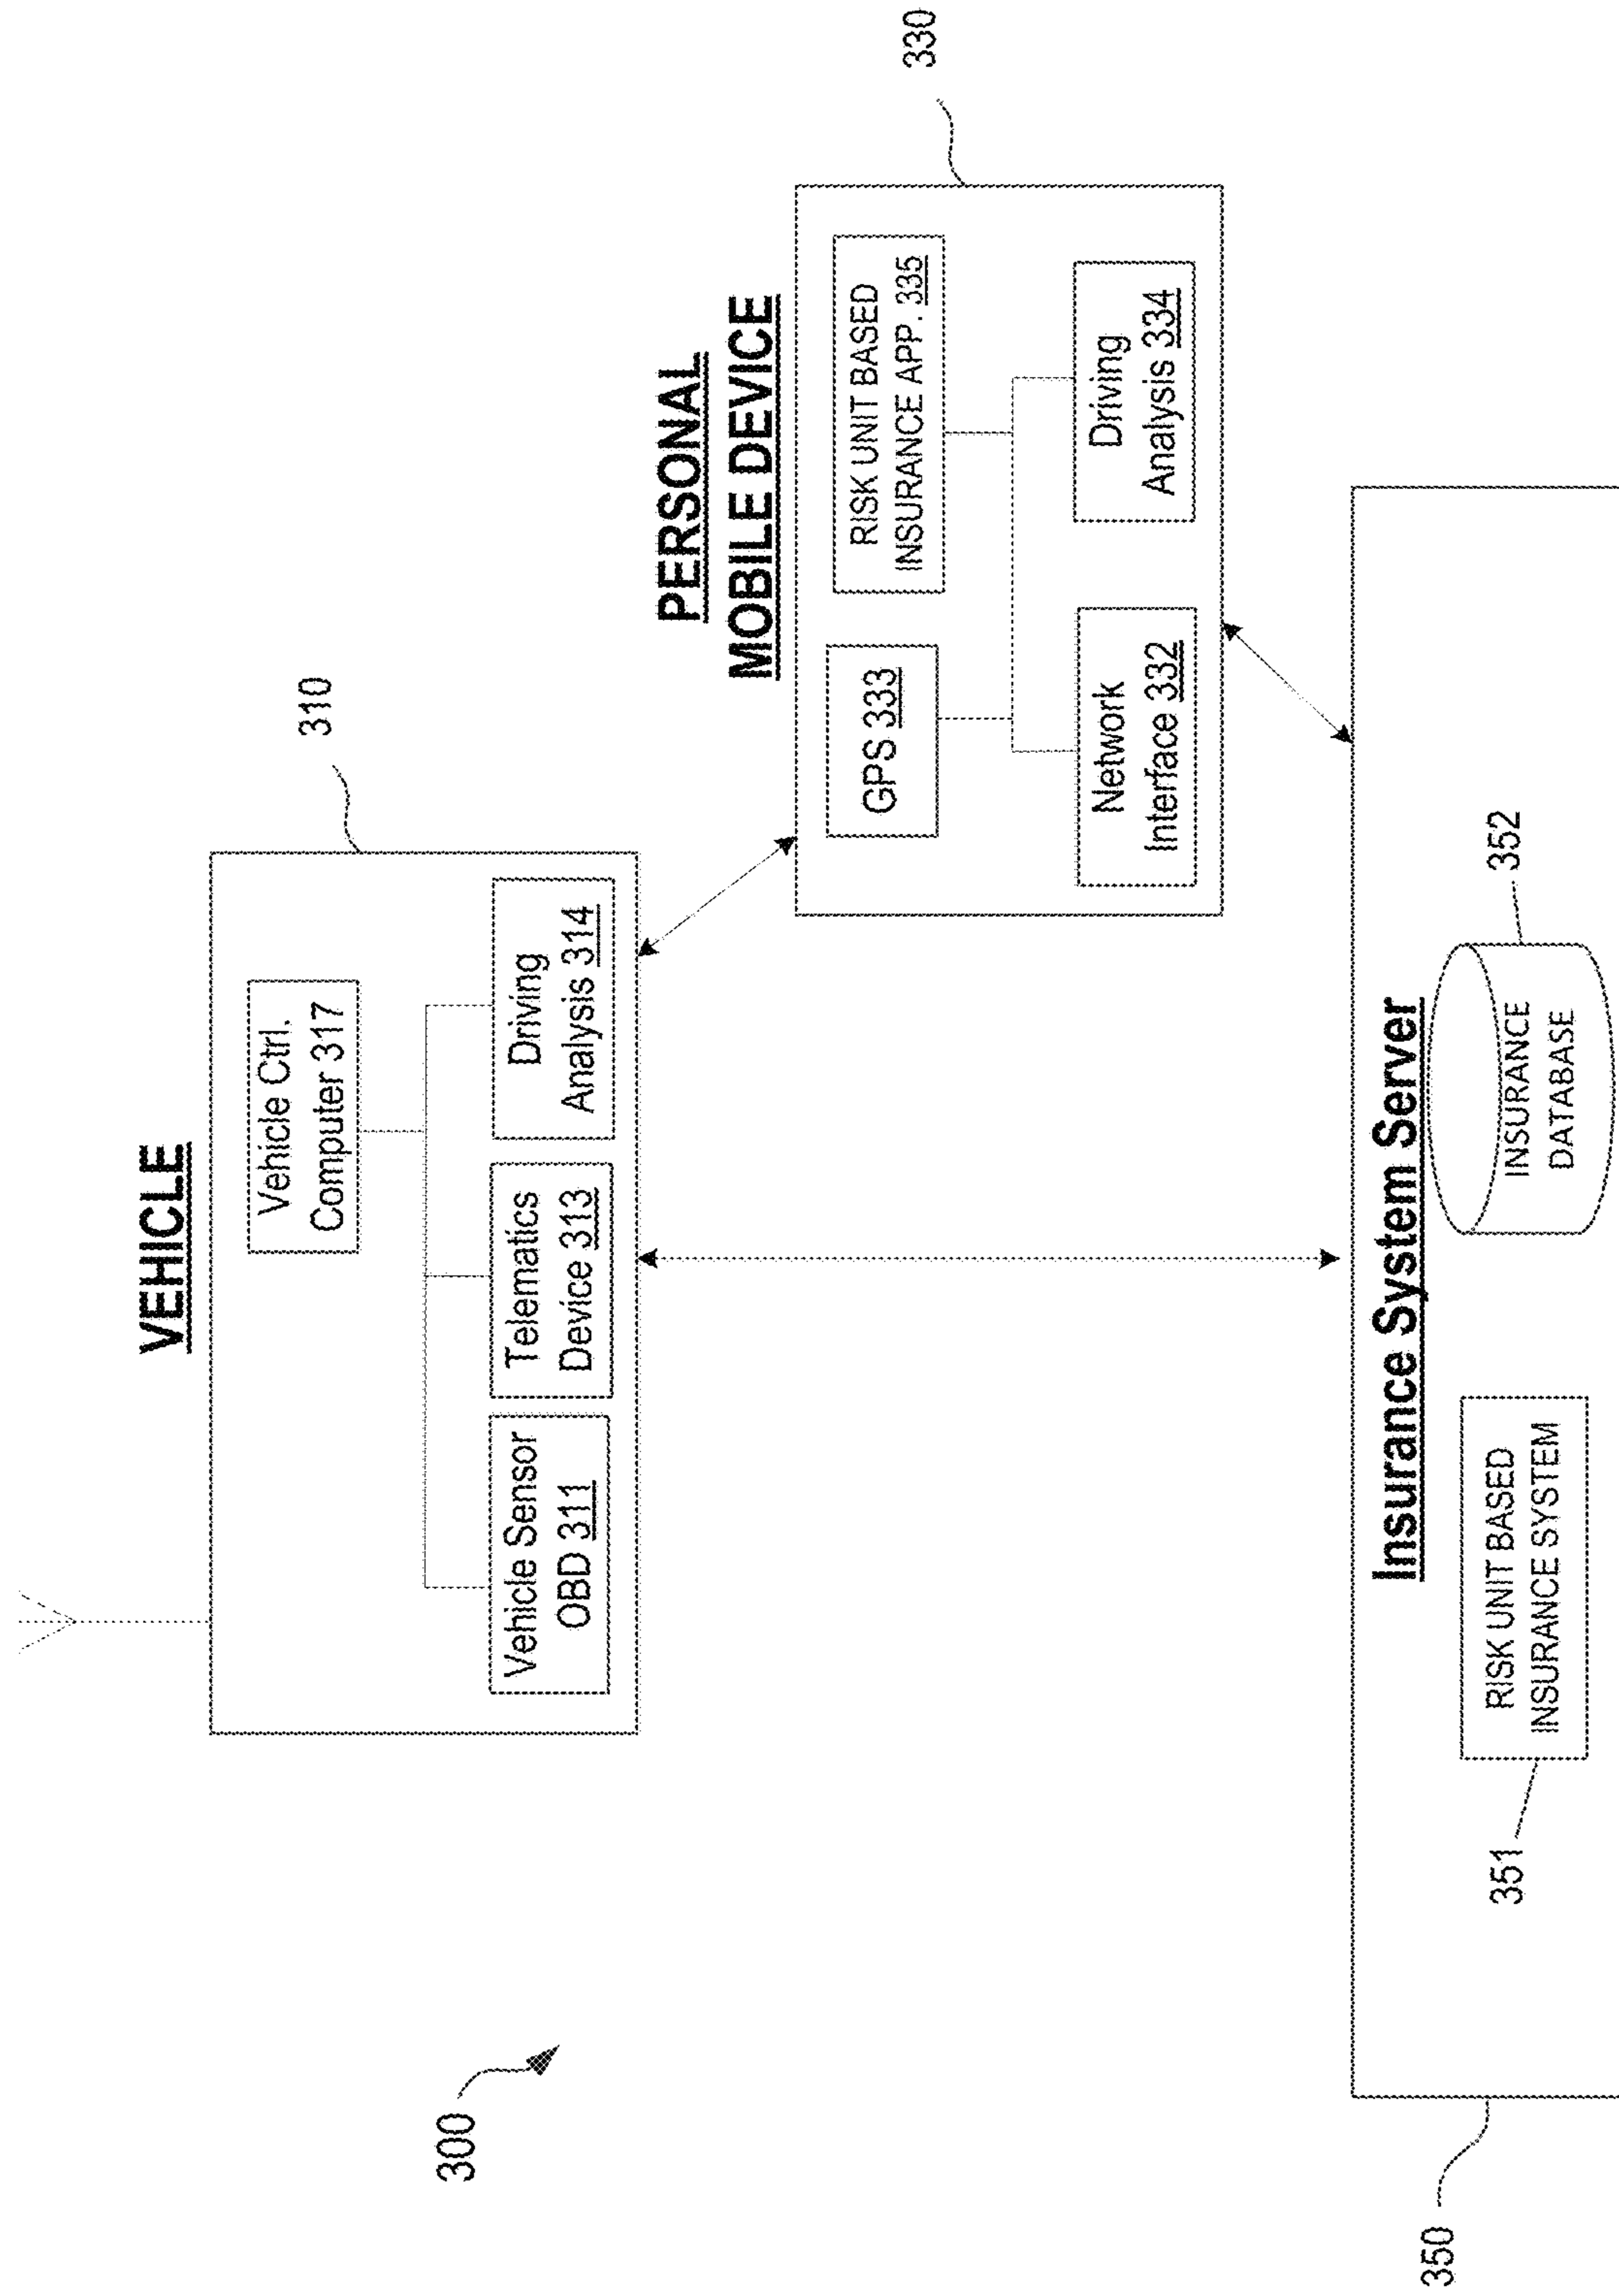 VEHICLE
310
Vehicle Ctrl.
Computer 317
Vehicle Sensor
OBD 311
Telematics
Device 313
Driving
Analysis 314
300
PERSONAL
MOBILE DEVICE
330
GPS 333
RISK UNIT BASED
INSURANCE APP. 335
Network
Interface 332
Driving
Analysis 334
Insurance System Server
350
351
RISK UNIT BASED
INSURANCE SYSTEM
INSURANCE
DATABASE
352